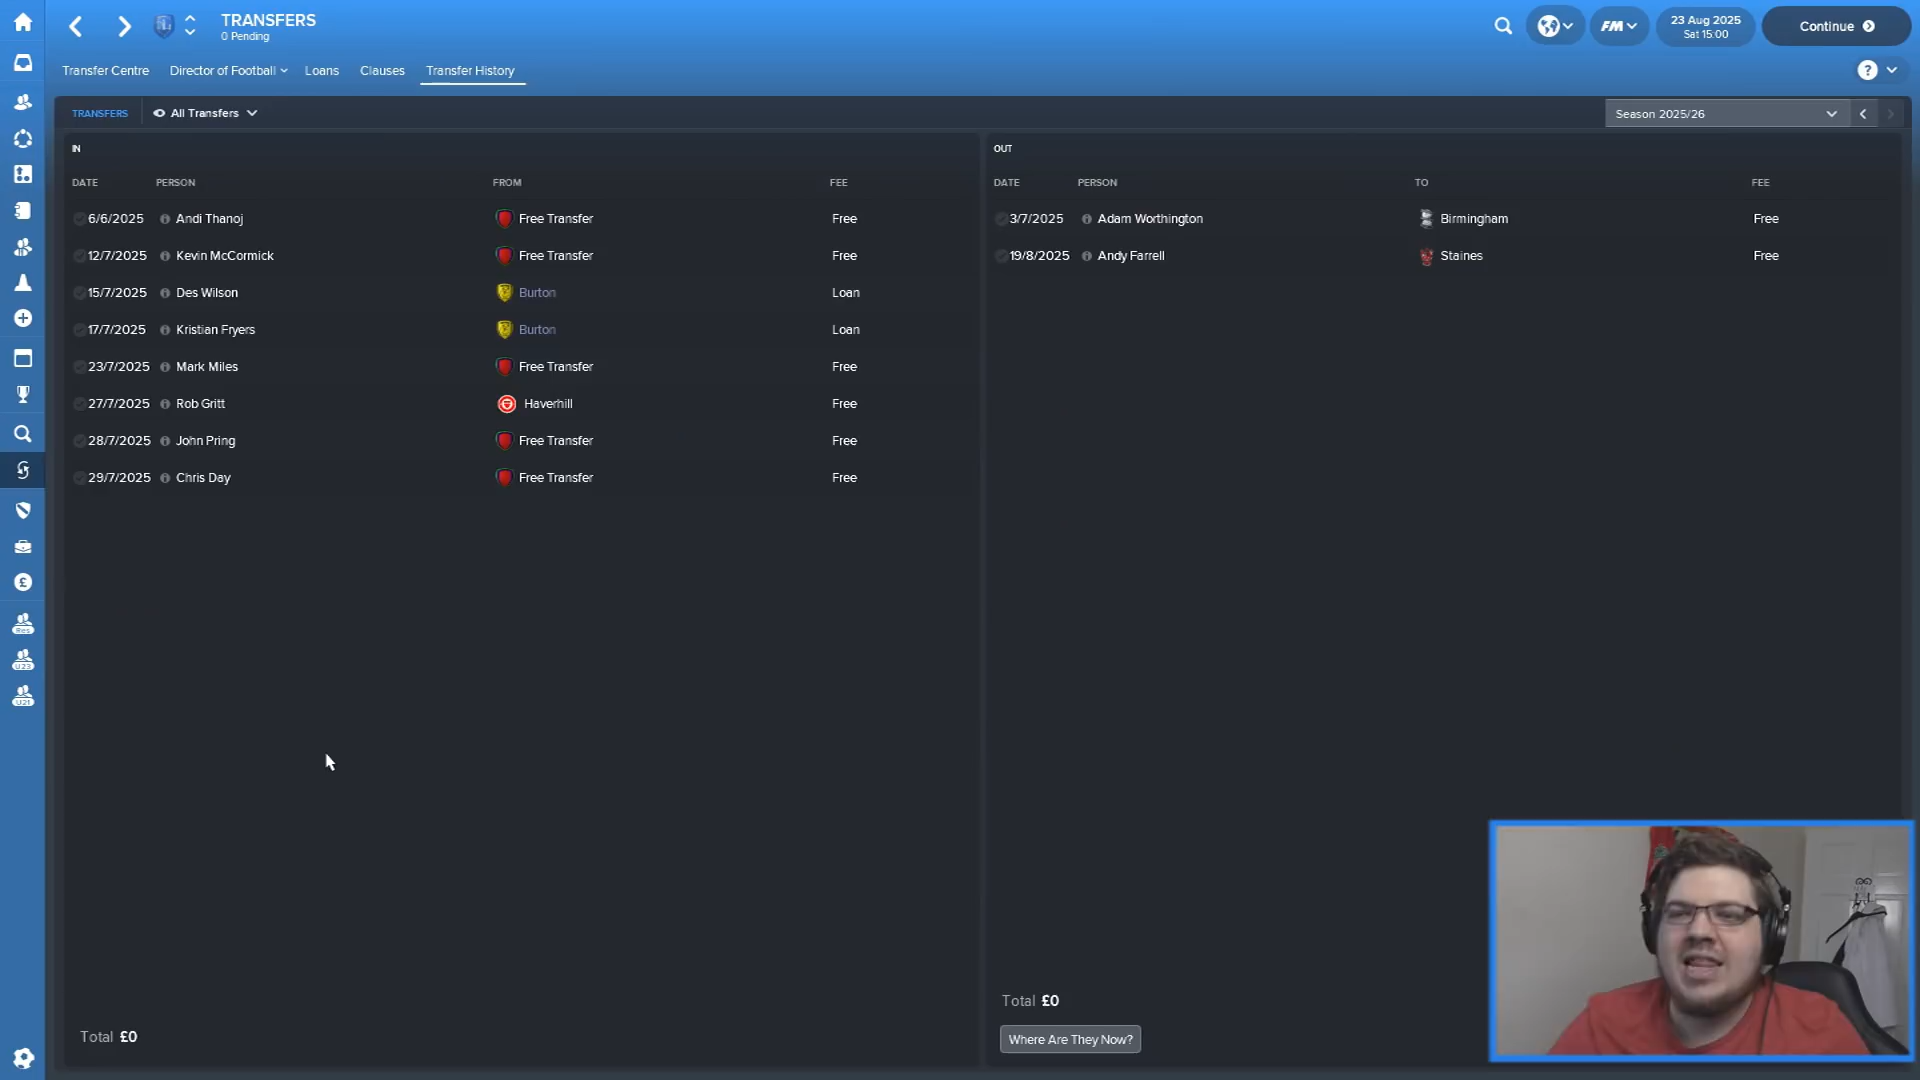 TRANSFERS
0 Pending
FM
23 Aug 2025
Sat 15:00
Continue
Transfer Centre
Director of Football
Loans
Clauses
Transfer History
?
TRANSFERS
All Transfers
Season 2025/26
IN
DATE PERSON FROM FEE
6/6/2025 Andi Thanoj Free Transfer Free
12/7/2025 Kevin McCormick Free Transfer Free
15/7/2025 Des Wilson Burton Loan
17/7/2025 Kristian Fryers Burton Loan
23/7/2025 Mark Miles Free Transfer Free
27/7/2025 Rob Gritt Haverhill Free
28/7/2025 John Pring Free Transfer Free
29/7/2025 Chris Day Free Transfer Free
Total £0
OUT
DATE PERSON TO FEE
3/7/2025 Adam Worthington Birmingham Free
19/8/2025 Andy Farrell Staines Free
Total £0
Where Are They Now?
£
Res
U23
U21